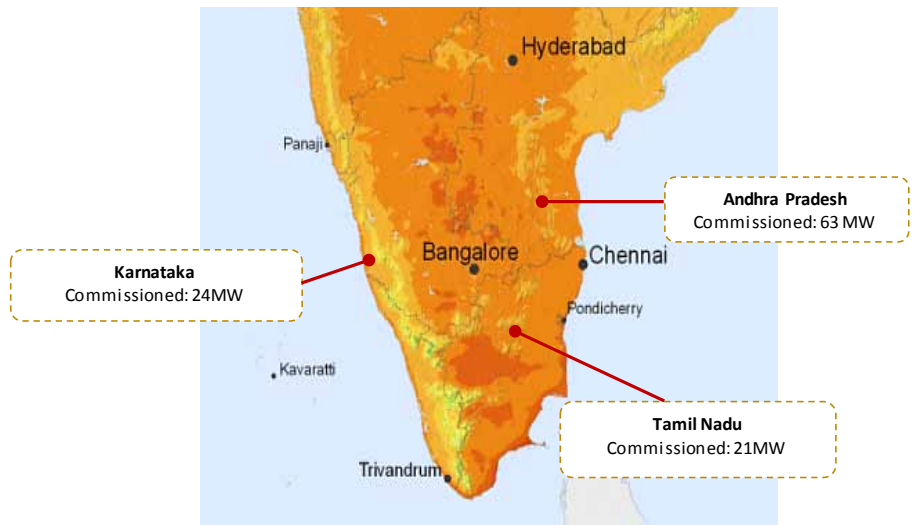 Hyderabad
Panaji
Andhra Pradesh
Commissioned: 63 MW
Bangalore
Chennai
Karnataka
Commissioned: 24MW
Pondicherry
Kavaratti
Tamil Nadu
Commissioned: 21MW
Trivandrum